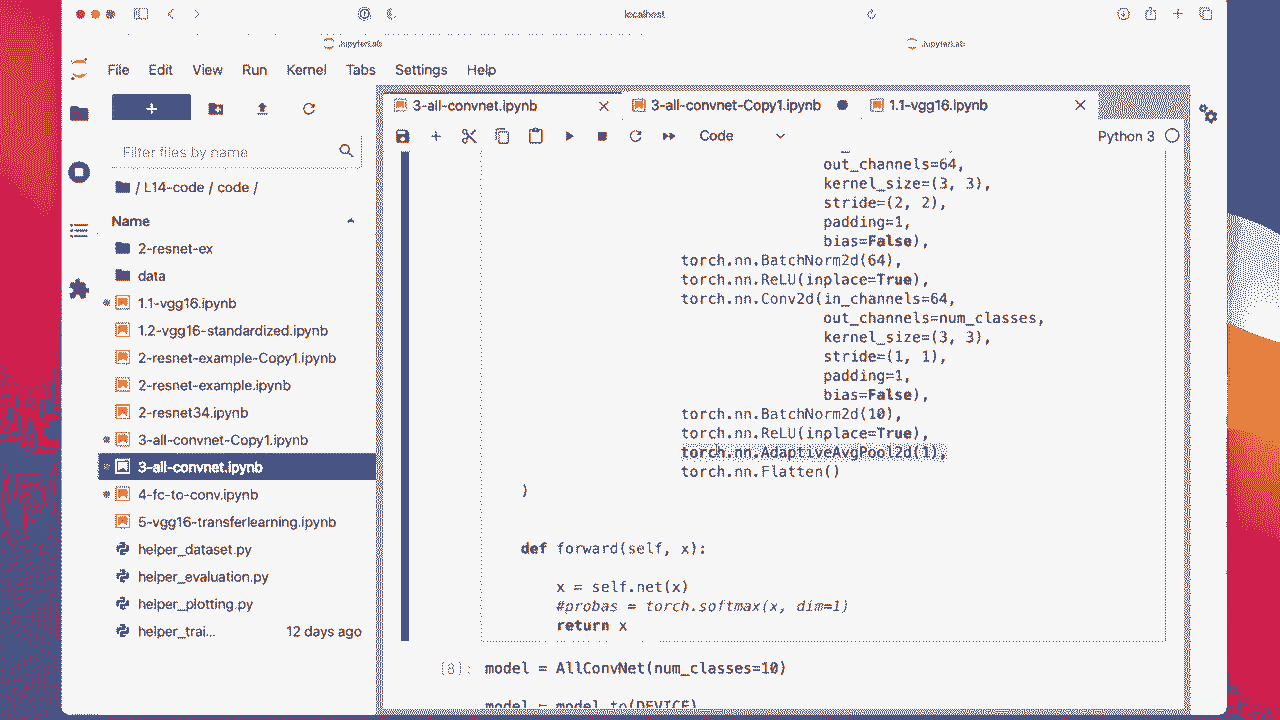 localhost
JupyterLab
JupyterLab
File Edit View Run Kernel Tabs Settings Help
3-all-convnet.ipynb
3-all-convnet-Copy1.ipynb
1.1-vgg16.ipynb
Code
Python 3
Filter files by name
/ L14-code / code /
Name
2-resnet-ex
data
1.1-vgg16.ipynb
1.2-vgg16-standardized.ipynb
2-resnet-example-Copy1.ipynb
2-resnet-example.ipynb
2-resnet34.ipynb
3-all-convnet-Copy1.ipynb
3-all-convnet.ipynb
4-fc-to-conv.ipynb
5-vgg16-transferlearning.ipynb
helper_dataset.py
helper_evaluation.py
helper_plotting.py
helper_trai... 12 days ago
out_channels=64,
kernel_size=(3, 3),
stride=(2, 2),
padding=1,
bias=False),
torch.nn.BatchNorm2d(64),
torch.nn.ReLU(inplace=True),
torch.nn.Conv2d(in_channels=64,
out_channels=num_classes,
kernel_size=(3, 3),
stride=(1, 1),
padding=1,
bias=False),
torch.nn.BatchNorm2d(10),
torch.nn.ReLU(inplace=True),
torch.nn.AdaptiveAvgPool2d(1),
torch.nn.Flatten()
)
def forward(self, x):
x = self.net(x)
#probas = torch.softmax(x, dim=1)
return x
[8]: model = AllConvNet(num_classes=10)
model = model.to(DEVICE)